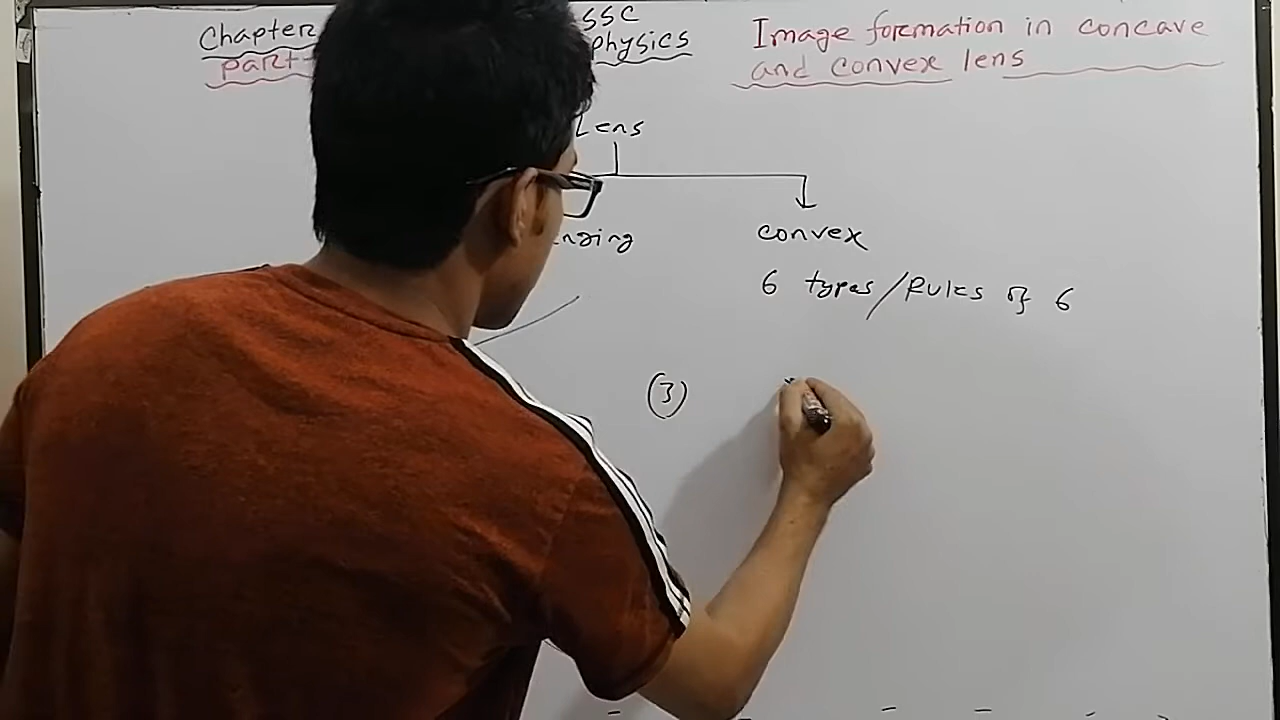 Chapter
SSC
physics
Part
Image formation in concave
and convex lens
Lens
convex
6 types/Rules of 6
(3)